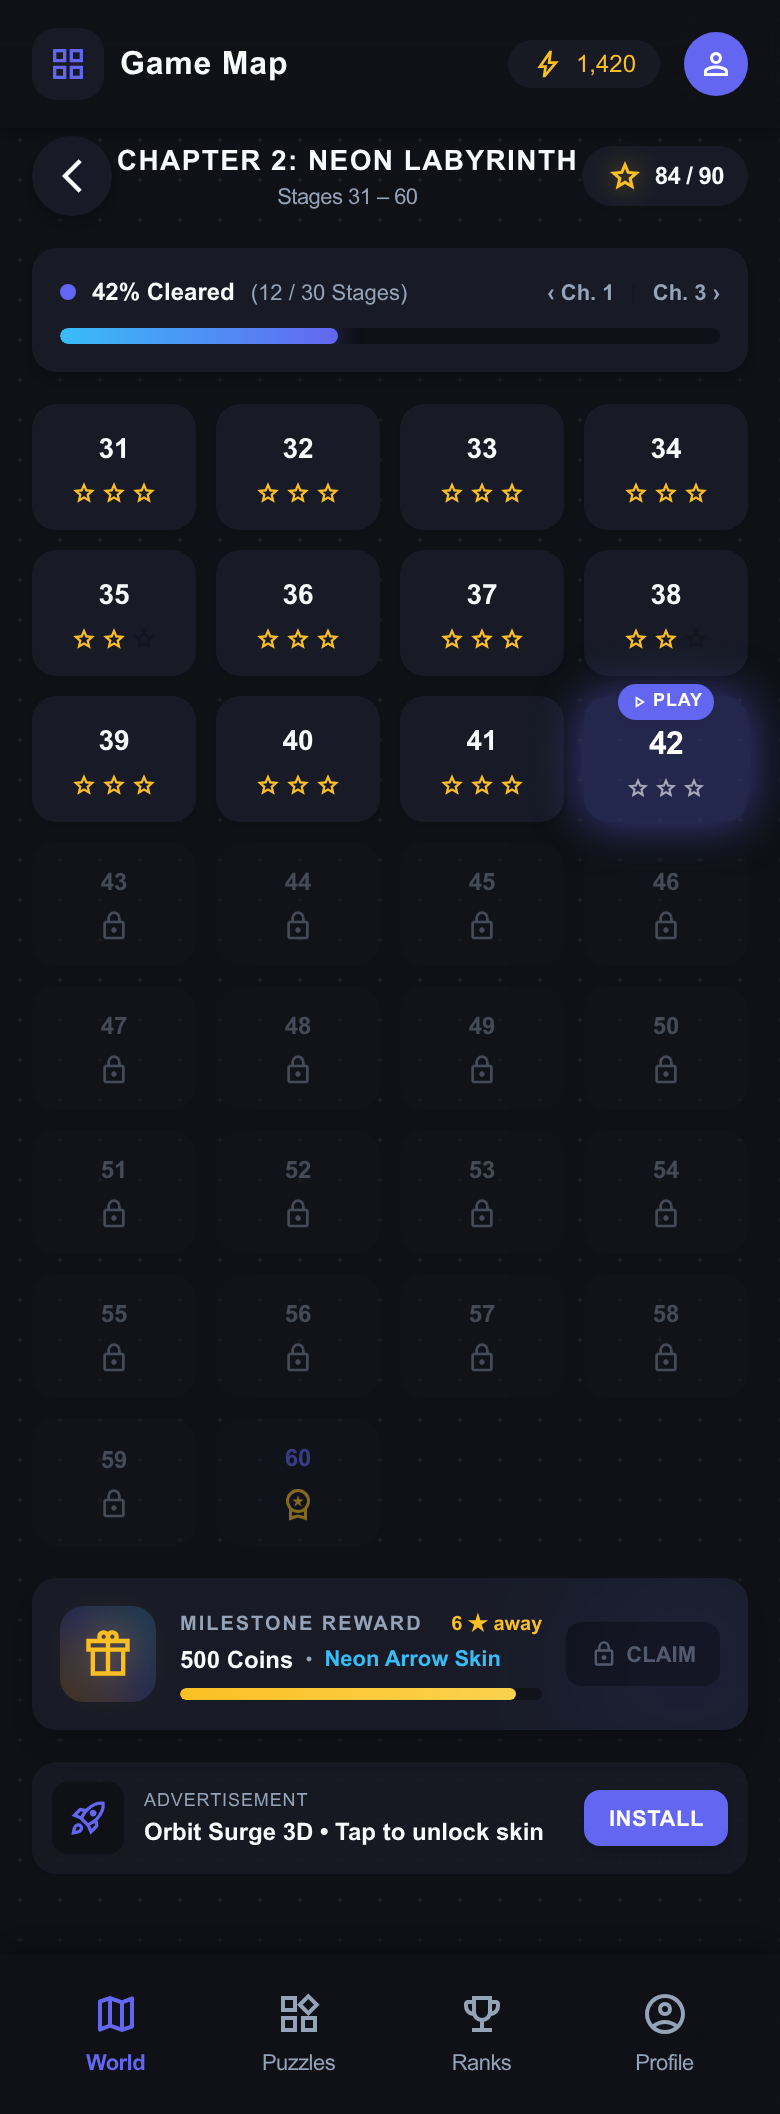 Game Map
1,420
CHAPTER 2: NEON LABYRINTH
Stages 31 – 60
84 / 90
42% Cleared (12 / 30 Stages)
‹ Ch. 1
Ch. 3 ›
31
32
33
34
35
36
37
38
39
40
41
PLAY
42
43
44
45
46
47
48
49
50
51
52
53
54
55
56
57
58
59
60
MILESTONE REWARD
6 ★ away
500 Coins • Neon Arrow Skin
CLAIM
ADVERTISEMENT
Orbit Surge 3D • Tap to unlock skin
INSTALL
World
Puzzles
Ranks
Profile